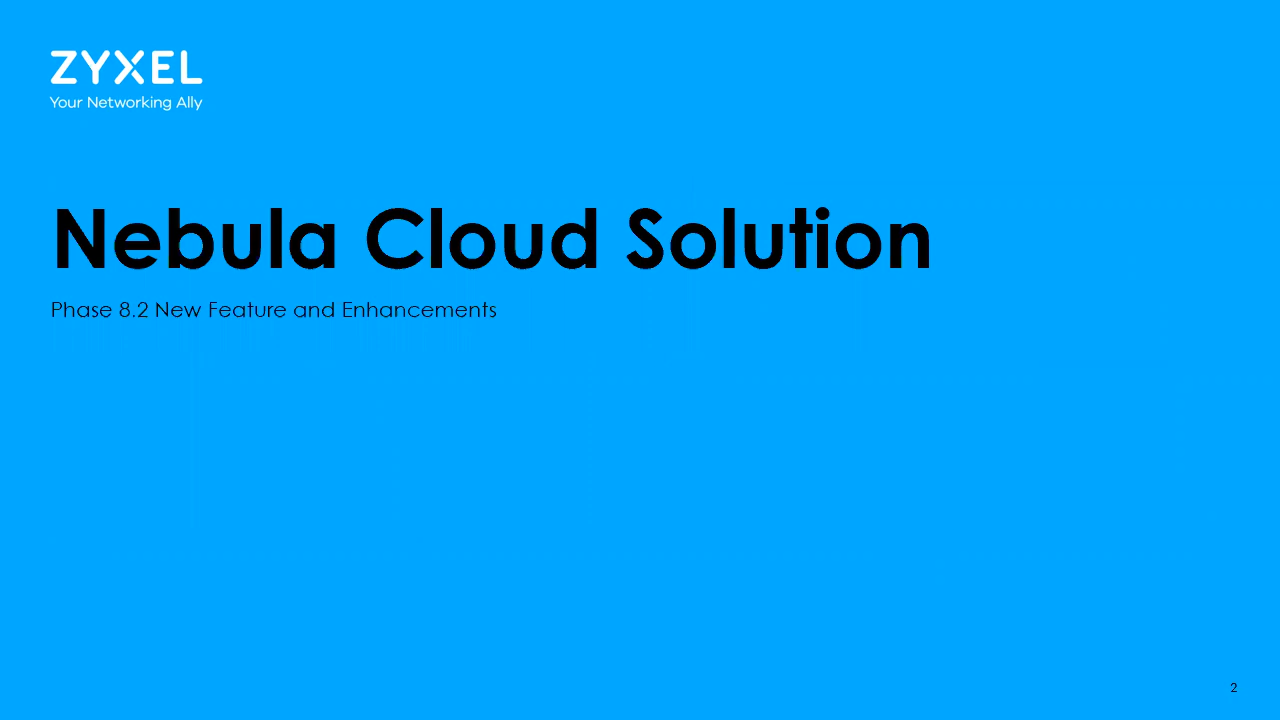 ZYXEL
Your Networking Ally
Nebula Cloud Solution
Phase 8.2 New Feature and Enhancements
2